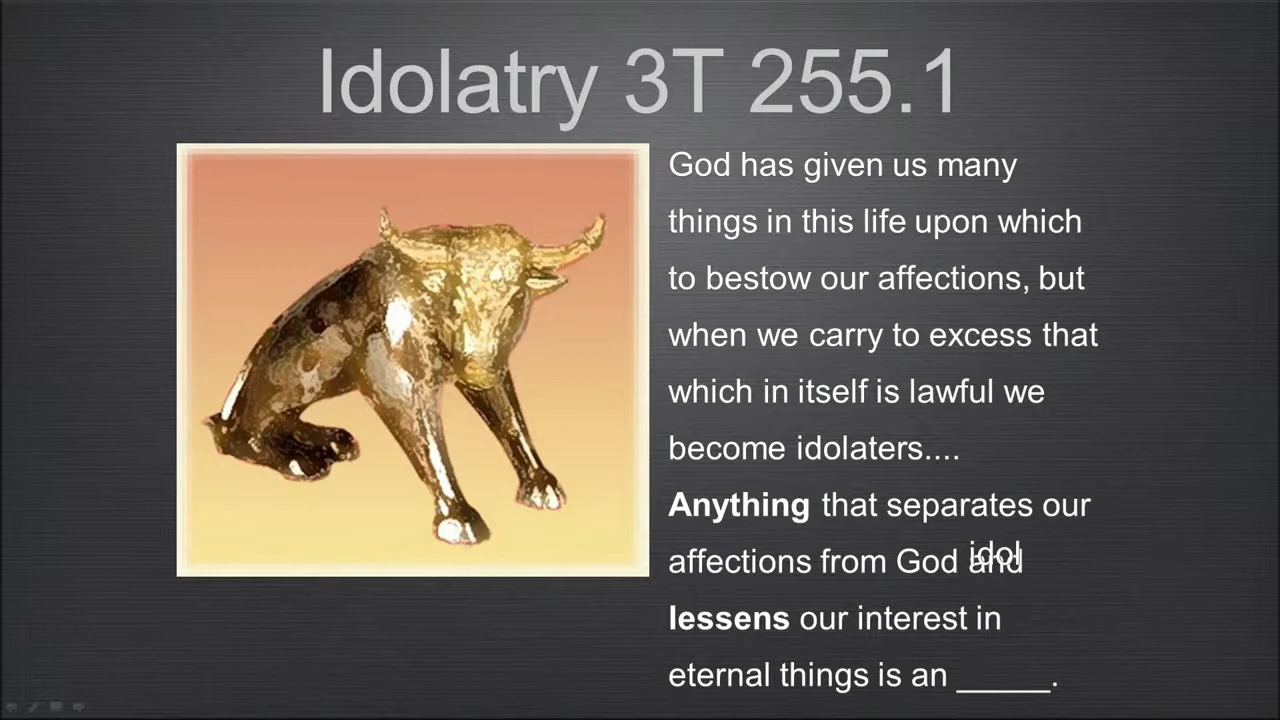 Idolatry 3T 255.1
God has given us many
things in this life upon which
to bestow our affections, but
when we carry to excess that
which in itself is lawful we
become idolaters....
Anything that separates our
idol
affections from God and
lessens our interest in
eternal things is an _____.